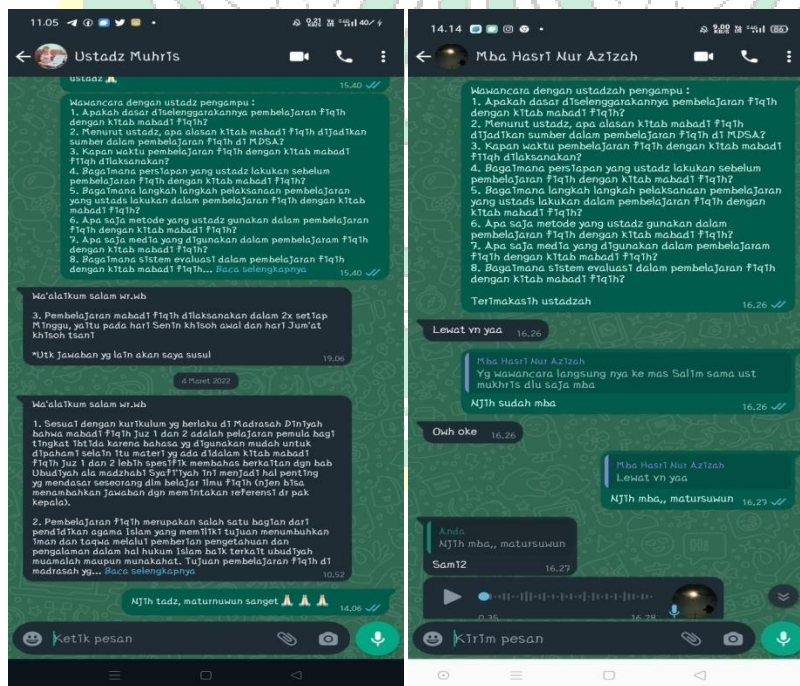 11.05
40
Ustadz Muhris
ustadz
15.40
Wawancara dengan ustadz pengampu :
1. Apakah dasar diselenggarakannya pembelajaran fiqih
dengan kitab mabadi fiqih?
2. Menurut ustadz, apa alasan kitab mabadi fiqih dijadikan
sumber dalam pembelajaran fiqih di MDSA?
3. Kapan waktu pembelajaran fiqih dengan kitab mabadi
fiiqh dilaksanakan?
4. Bagaimana persiapan yang ustadz lakukan sebelum
pembelajaran fiqih dengan kitab mabadi fiqih?
5. Bagaimana langkah langkah pelaksanaan pembelajaran
yang ustads lakukan dalam pembelajaran fiqih dengan kitab
mabadi fiqih?
6. Apa saja metode yang ustadz gunakan dalam pembelajaran
fiqih dengan kitab mabadi fiqih?
7. Apa saja media yang digunakan dalam pembelajaram fiqih
dengan kitab mabadi fiqih?
8. Bagaimana sistem evaluasi dalam pembelajaran fiqih
dengan kitab mabadi fiqih... Baca selengkapnya
15.40
Wa'alaikum salam wr.wb
3. Pembelajaran mabadi fiqih dilaksanakan dalam 2x setiap
Minggu, yaitu pada hari Senin khisoh awal dan hari Jum'at
khisoh tsani
*Utk jawaban yg lain akan saya susul
19.06
4 Maret 2022
Wa'alaikum salam wr.wb
1. Sesuai dengan kurikulum yg berlaku di Madrasah Diniyah
bahwa mabadi fiqih juz 1 dan 2 adalah pelajaran pemula bagi
tingkat ibtida karena bahasa yg digunakan mudah untuk
dipahami selain itu materi yg ada didalam kitab mabadi
fiqih juz 1 dan 2 lebih spesifik membahas berkaitan dgn bab
Ubudiyah ala madzhabi Syafi'iyah ini menjadi hal penting
yg mendasar seseorang dlm belajar ilmu fiqih (njen bisa
menambahkan jawaban dgn memintakan referensi dr pak
kepala).
2. Pembelajaran fiqih merupakan salah satu bagian dari
pendidikan agama Islam yang memiliki tujuan menumbuhkan
iman dan taqwa melalui pemberian pengetahuan dan
pengalaman dalam hal hukum Islam baik terkait ubudiyah
muamalah maupun munakahat. Tujuan pembelajaran fiqih di
madrasah yg... Baca selengkapnya
10.52
Njih tadz, maturnuwun sanget
14.06
Ketik pesan
14.14
86
Mba Hasri Nur Azizah
Wawancara dengan ustadzah pengampu :
1. Apakah dasar diselenggarakannya pembelajaran fiqih
dengan kitab mabadi fiqih?
2. Menurut ustadz, apa alasan kitab mabadi fiqih
dijadikan sumber dalam pembelajaran fiqih di MDSA?
3. Kapan waktu pembelajaran fiqih dengan kitab mabadi
fiiqh dilaksanakan?
4. Bagaimana persiapan yang ustadz lakukan sebelum
pembelajaran fiqih dengan kitab mabadi fiqih?
5. Bagaimana langkah langkah pelaksanaan pembelajaran
yang ustads lakukan dalam pembelajaran fiqih dengan
kitab mabadi fiqih?
6. Apa saja metode yang ustadz gunakan dalam
pembelajaran fiqih dengan kitab mabadi fiqih?
7. Apa saja media yang digunakan dalam pembelajaram
fiqih dengan kitab mabadi fiqih?
8. Bagaimana sistem evaluasi dalam pembelajaran fiqih
dengan kitab mabadi fiqih?
Terimakasih ustadzah
16.26
Lewat vn yaa
16.26
Mba Hasri Nur Azizah
Yg wawancara langsung nya ke mas Salim sama ust
mukhris dlu saja mba
Njih sudah mba
16.26
Owh oke
16.26
Mba Hasri Nur Azizah
Lewat vn yaa
Njih mba,, matursuwun
16.27
Anda
Njih mba,, matursuwun
Sami2
16.27
0.35
16.28
Kirim pesan